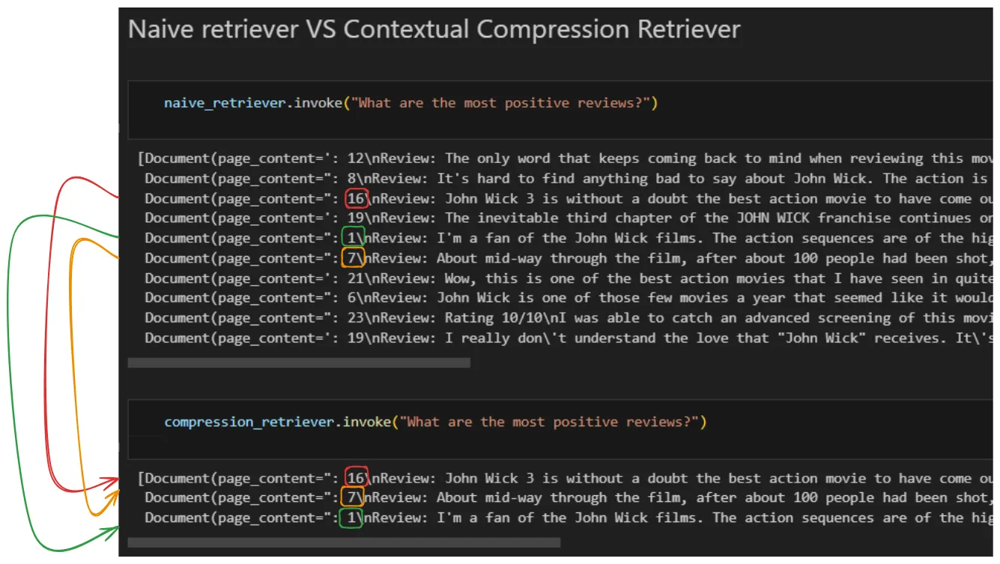 Naive retriever VS Contextual Compression Retriever
naive_retriever.invoke("What are the most positive reviews?")
[Document(page_content=': 12\nReview: The only word that keeps coming back to mind when reviewing this mov
Document(page_content=": 8\nReview: It's hard to find anything bad to say about John Wick. The action is
Document(page_content=": 16\nReview: John Wick 3 is without a doubt the best action movie to have come ou
Document(page_content=': 19\nReview: The inevitable third chapter of the JOHN WICK franchise continues on
Document(page_content=": 1\nReview: I'm a fan of the John Wick films. The action sequences are of the hig
Document(page_content=": 7\nReview: About mid-way through the film, after about 100 people had been shot,
Document(page_content=': 21\nReview: Wow, this is one of the best action movies that I have seen in quite
Document(page_content=": 6\nReview: John Wick is one of those few movies a year that seemed like it would
Document(page_content=": 23\nReview: Rating 10/10\nI was able to catch an advanced screening of this movi
Document(page_content=': 19\nReview: I really don\'t understand the love that "John Wick" receives. It\'s
compression_retriever.invoke("What are the most positive reviews?")
[Document(page_content=": 16\nReview: John Wick 3 is without a doubt the best action movie to have come ou
Document(page_content=": 7\nReview: About mid-way through the film, after about 100 people had been shot,
Document(page_content=": 1\nReview: I'm a fan of the John Wick films. The action sequences are of the hig